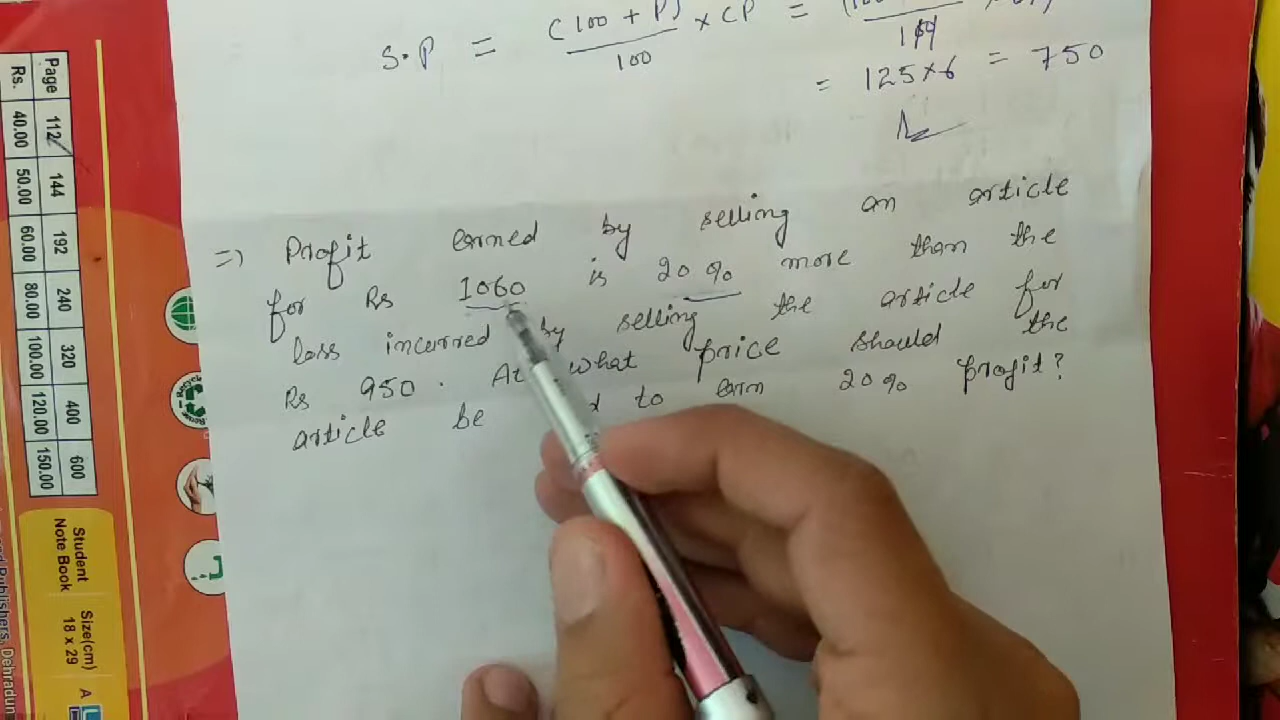 S.P = (100 + P) / 100 × CP =
= 125×6 = 750
=) Profit earned by selling an article
for Rs 1060 is 20% more than the
loss incurred by selling the article for
Rs 950. At what price should the
article be to earn 20% profit?
Page 112 144 192 240 320 400 600
Rs. 40.00 50.00 60.00 80.00 100.00 120.00 150.00
Student
Note Book
Size(cm)
18 x 29
A
Publishers, Dehradun